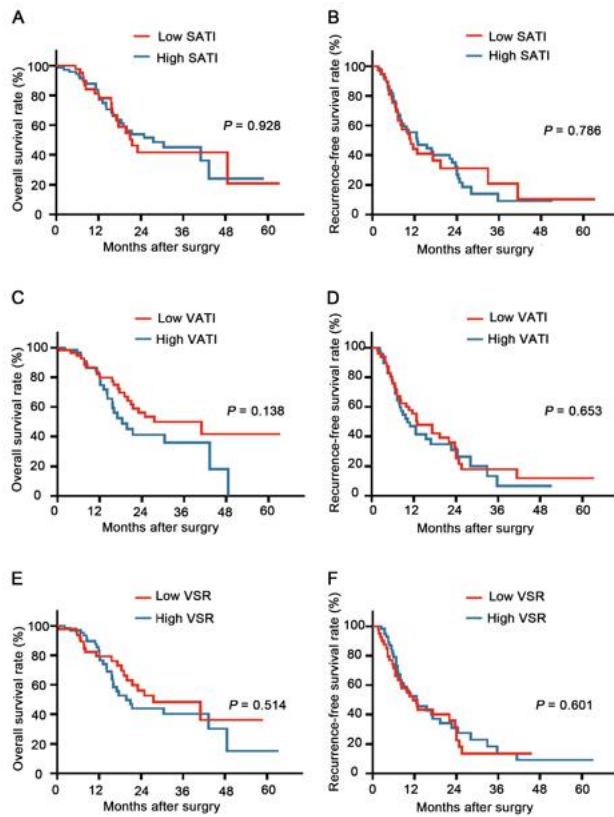 A
Low SATI
High SATI
Overall survival rate (%)
100
80
60
40
20
0
P = 0.928
0 12 24 36 48 60
Months after surgry
B
Low SATI
High SATI
Recurrence-free survival rate (%)
100
80
60
40
20
0
P = 0.786
0 12 24 36 48 60
Months after surgry
C
Low VATI
High VATI
Overall survival rate (%)
100
80
60
40
20
0
P = 0.138
0 12 24 36 48 60
Months after surgry
D
Low VATI
High VATI
Recurrence-free survival rate (%)
100
80
60
40
20
0
P = 0.653
0 12 24 36 48 60
Months after surgry
E
Low VSR
High VSR
Overall survival rate (%)
100
80
60
40
20
0
P = 0.514
0 12 24 36 48 60
Months after surgry
F
Low VSR
High VSR
Recurrence-free survival rate (%)
100
80
60
40
20
0
P = 0.601
0 12 24 36 48 60
Months after surgry